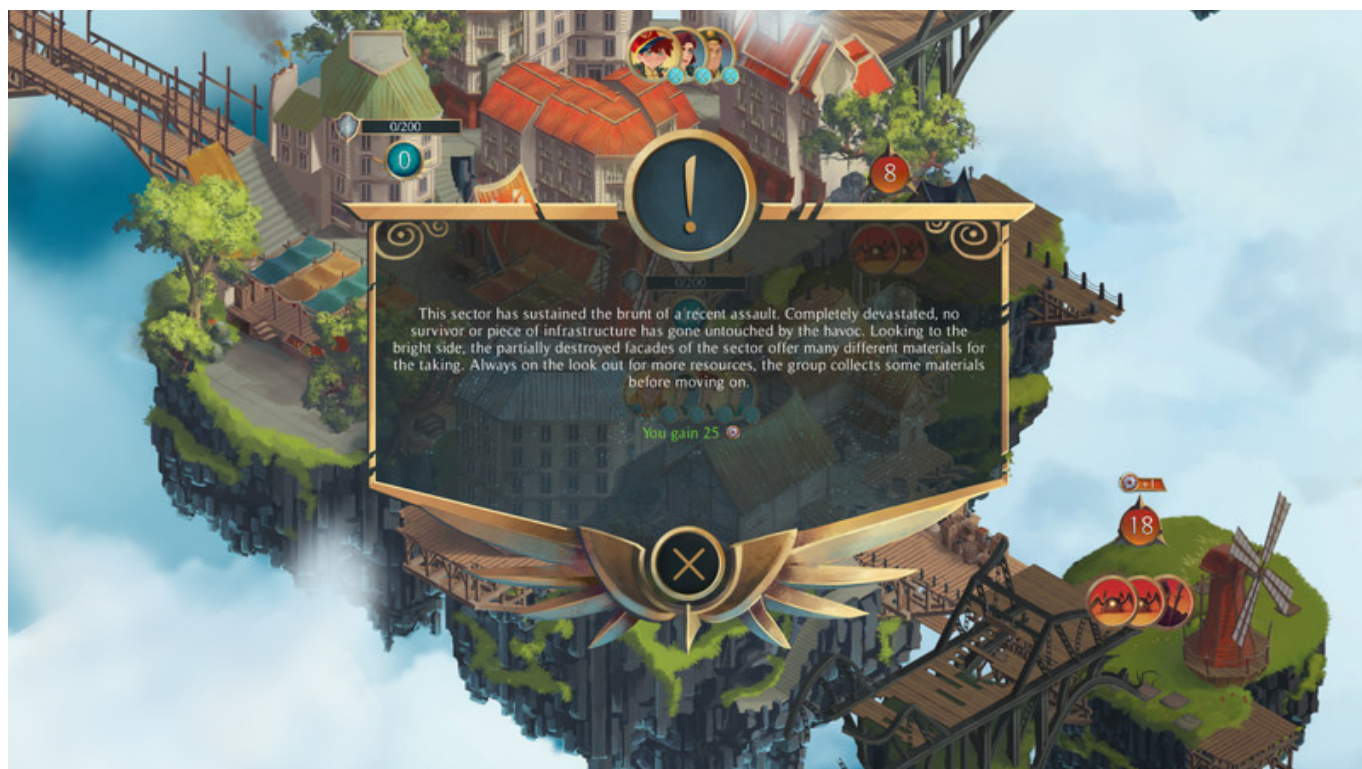 0/200
0
8
0/200
This sector has sustained the brunt of a recent assault. Completely devastated, no
survivor or piece of infrastructure has gone untouched by the havoc. Looking to the
bright side, the partially destroyed facades of the sector offer many different materials for
the taking. Always on the look out for more resources, the group collects some materials
before moving on.
You gain 25
18